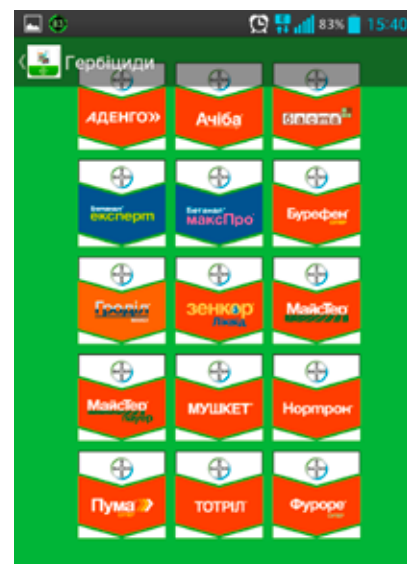 83% 15:40
Гербіциди
АДЕНГО»
Ачіба
баста
Бетанал
експерт
Бетанал
максПро
Бурефен
Гроділ
зенкор
Ліквід
МайсТер
МайсТер
Пауер
МУШКЕТ
Нортрон
Пума
ТОТРІЛ
Фуроре